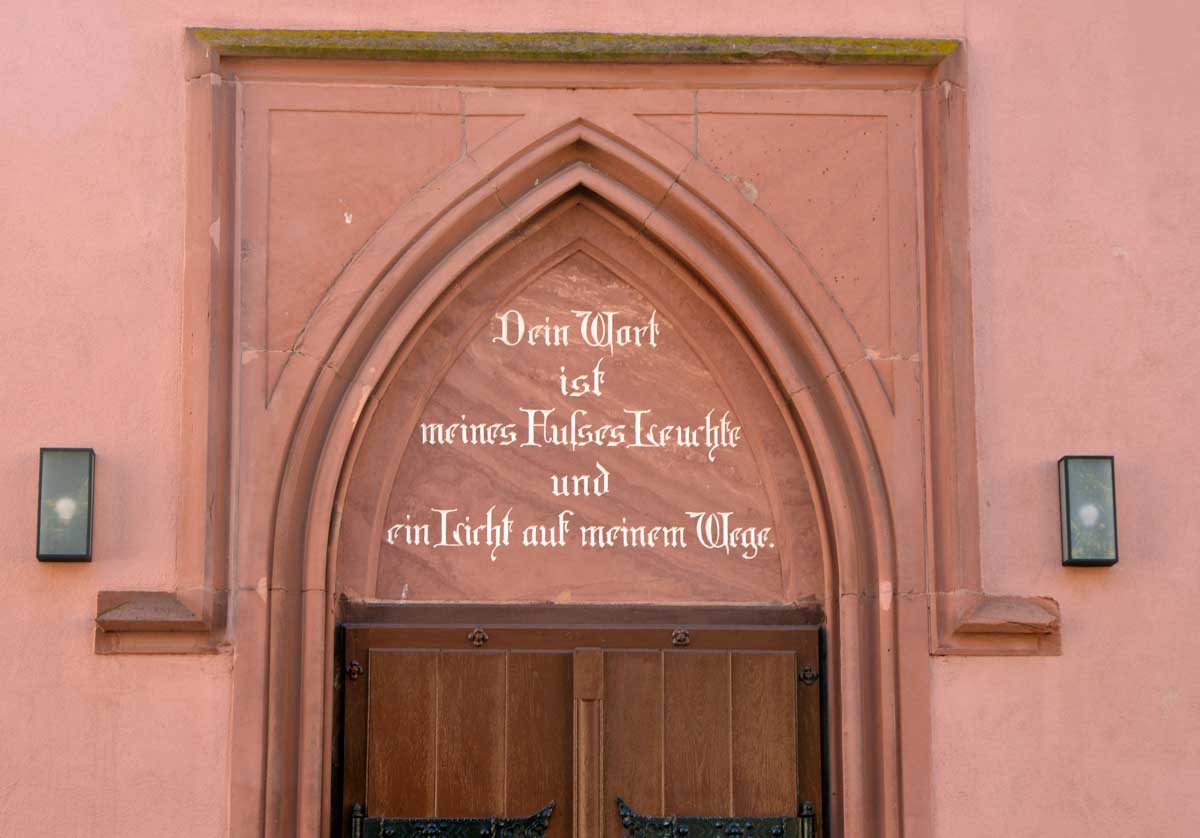 Dein Wort
ist
meines Fuſses Leuchte
und
ein Licht auf meinem Wege.